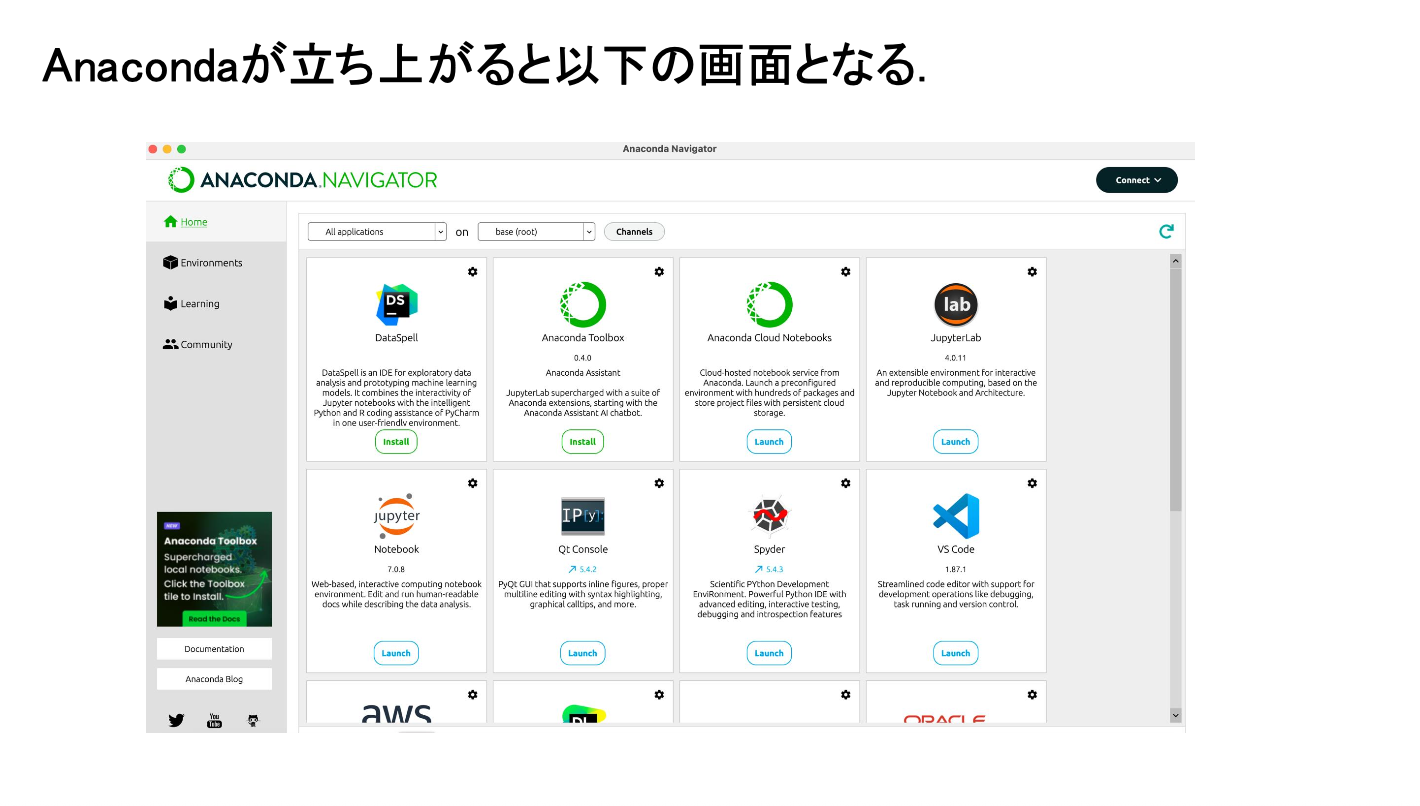 Anacondaが立ち上がると以下の画面となる.
Anaconda Navigator
ANACONDA.NAVIGATOR
Connect
Home
All applications
on
base (root)
Channels
Environments
Learning
Community
DS
DataSpell
DataSpell is an IDE for exploratory data
analysis and prototyping machine learning
models. It combines the interactivity of
Jupyter notebooks with the intelligent
Python and R coding assistance of PyCharm
in one user-friendly environment.
Install
Anaconda Toolbox
0.4.0
Anaconda Assistant
JupyterLab supercharged with a suite of
Anaconda extensions, starting with the
Anaconda Assistant AI chatbot.
Install
Anaconda Cloud Notebooks
Cloud-hosted notebook service from
Anaconda. Launch a preconfigured
environment with hundreds of packages and
store project files with persistent cloud
storage.
Launch
lab
JupyterLab
4.0.11
An extensible environment for interactive
and reproducible computing, based on the
Jupyter Notebook and Architecture.
Launch
jupyter
Notebook
7.0.8
Web-based, interactive computing notebook
environment. Edit and run human-readable
docs while describing the data analysis.
Launch
IP[y]:
Qt Console
5.4.2
PyQt GUI that supports inline figures, proper
multiline editing with syntax highlighting,
graphical calltips, and more.
Launch
Spyder
5.4.3
Scientific PYthon Development
EnviRonment. Powerful Python IDE with
advanced editing, interactive testing,
debugging and introspection features
Launch
VS Code
1.87.1
Streamlined code editor with support for
development operations like debugging,
task running and version control.
Launch
NEW
Anaconda Toolbox
Supercharged
local notebooks.
Click the Toolbox
tile to install.
Read the Docs
Documentation
Anaconda Blog
You
Tube
aws
DL
ORACLE